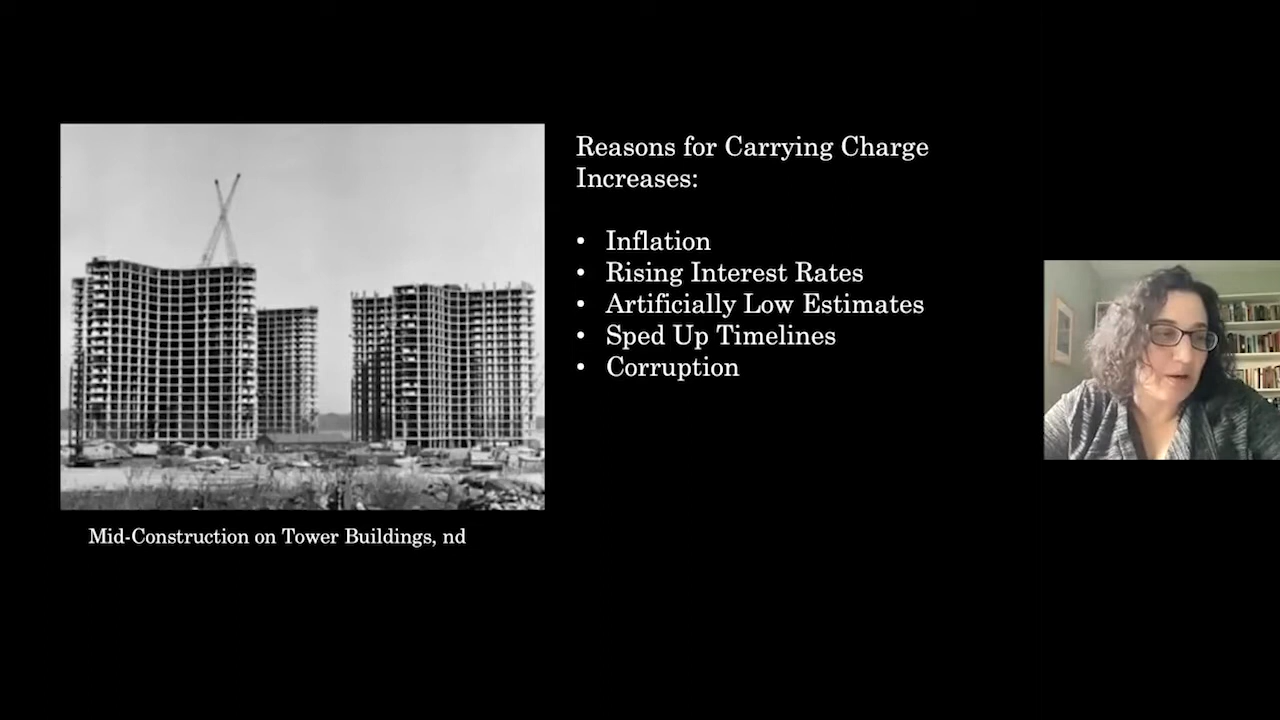 Reasons for Carrying Charge
Increases:
• Inflation
• Rising Interest Rates
• Artificially Low Estimates
• Sped Up Timelines
• Corruption
Mid-Construction on Tower Buildings, nd